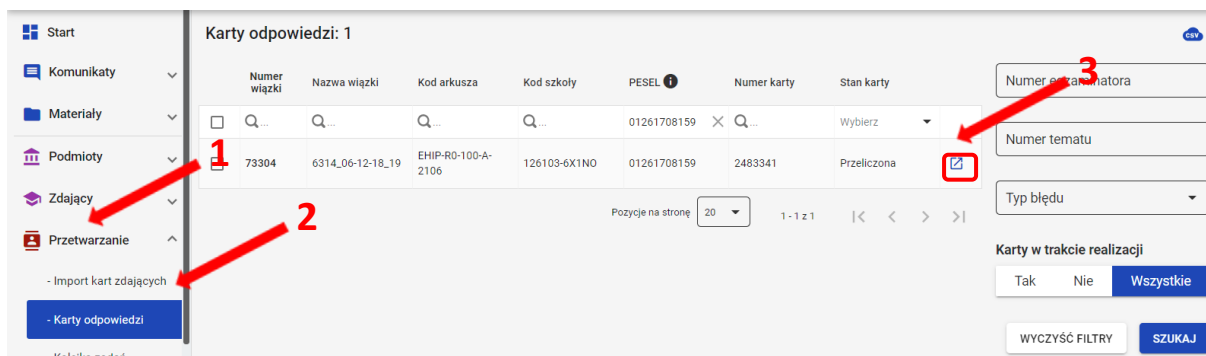 Start
Komunikaty
Materiały
Podmioty
Zdający
Przetwarzanie
- Import kart zdających
- Karty odpowiedzi
1
2
3
Karty odpowiedzi: 1
CSV
Numer wiązki Nazwa wiązki Kod arkusza Kod szkoły PESEL Numer karty Stan karty
... ... ... ... 01261708159 ... Wybierz
73304 6314_06-12-18_19 EHIP-R0-100-A-2106 126103-6X1NO 01261708159 2483341 Przeliczona
Pozycje na stronę 20 1 - 1 z 1
Numer egzaminatora
Numer tematu
Typ błędu
Karty w trakcie realizacji
Tak Nie Wszystkie
WYCZYŚĆ FILTRY SZUKAJ